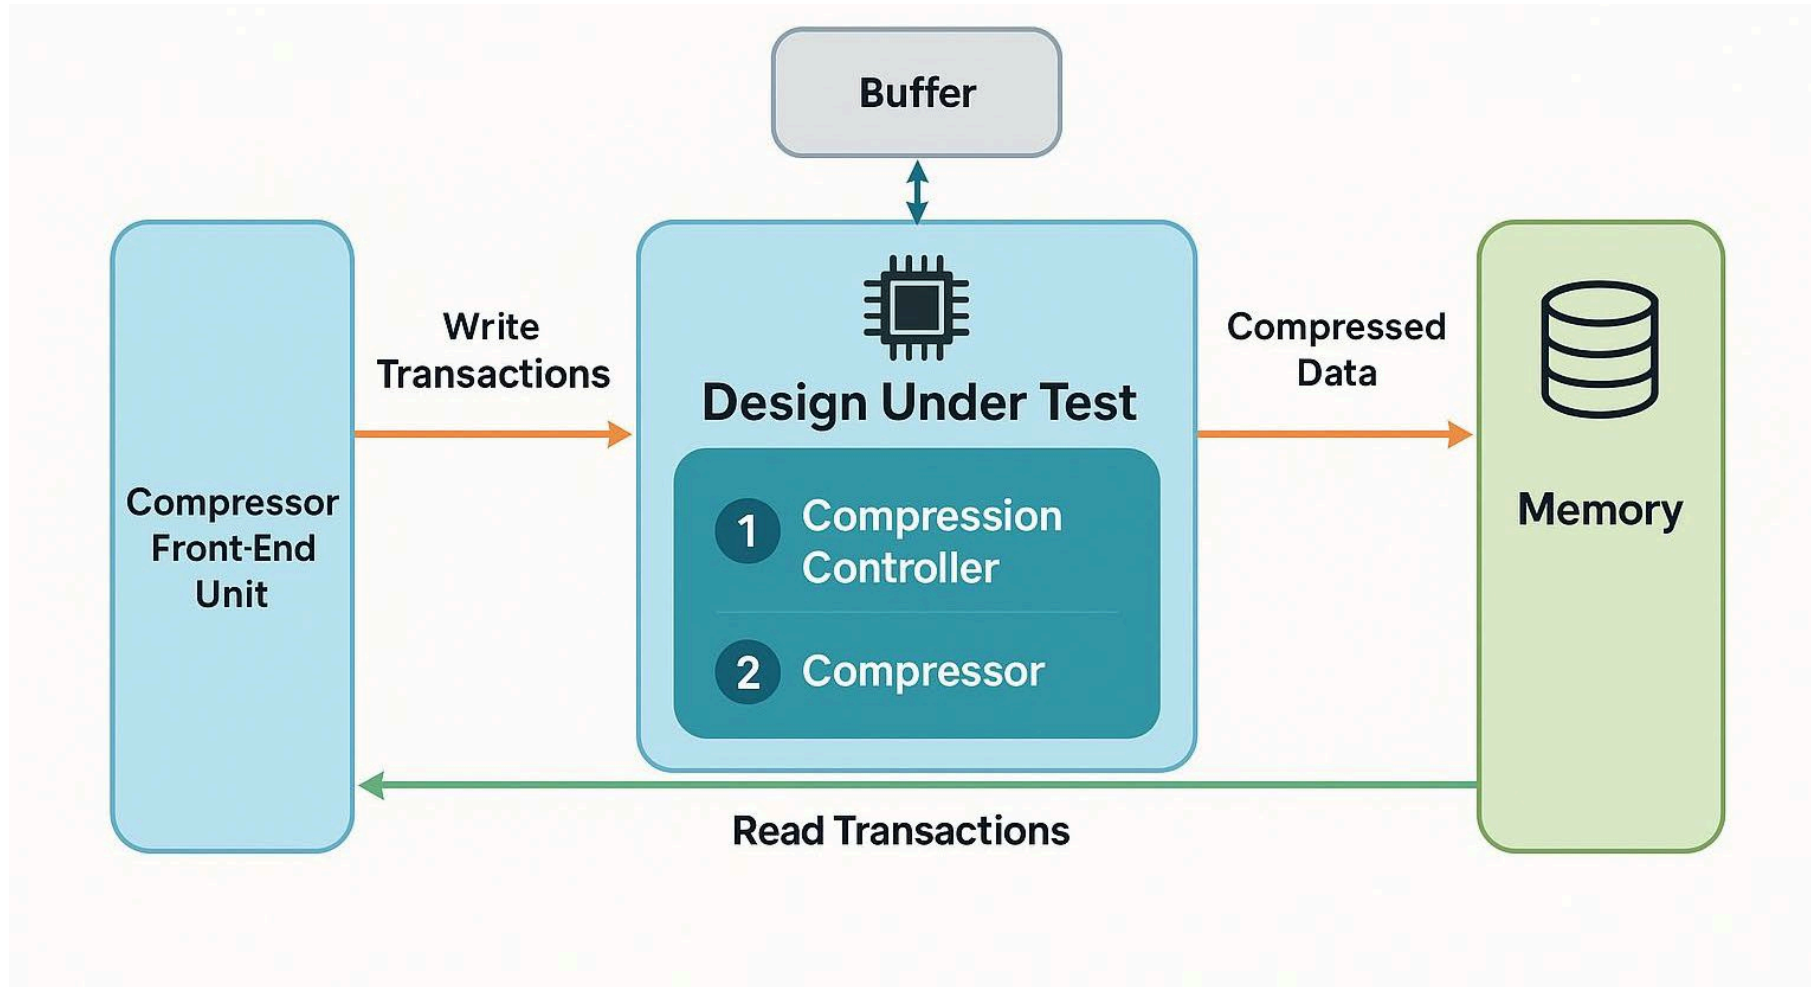 Buffer
Write
Transactions
Compressed
Data
Design Under Test
Compressor
Front-End
Unit
1 Compression
Controller
2 Compressor
Memory
Read Transactions